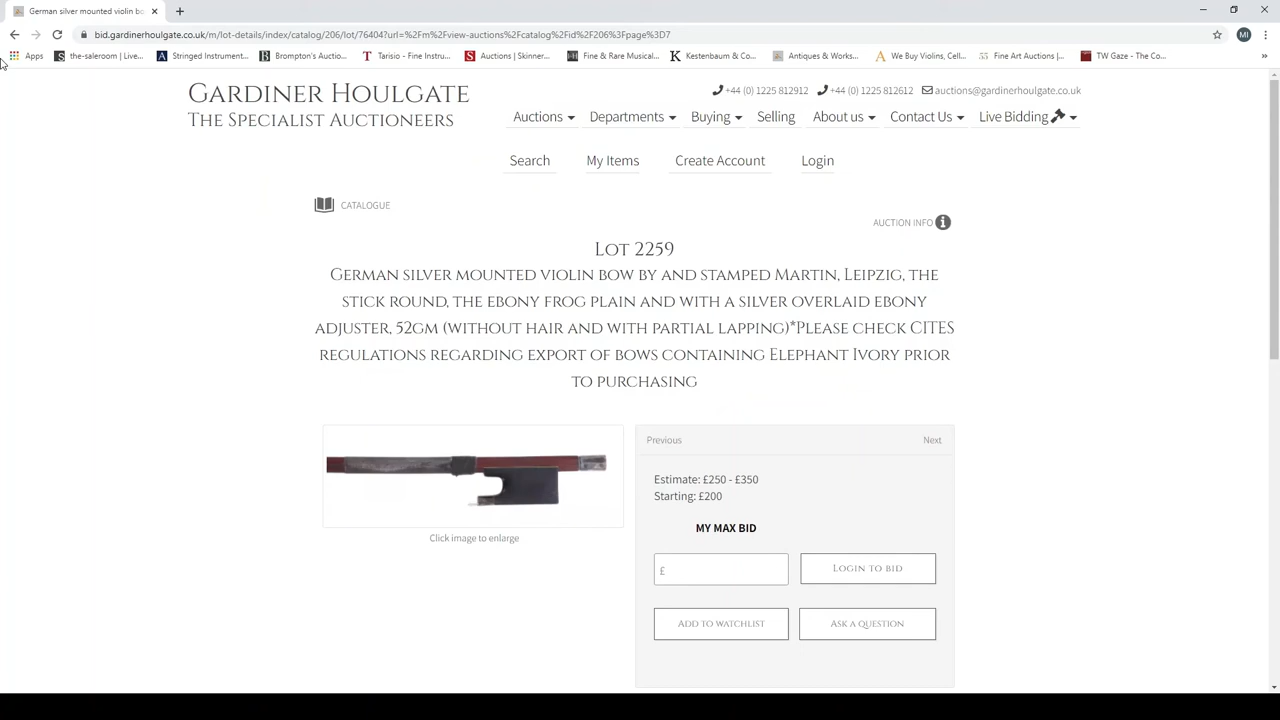 German silver mounted violin bo
bid.gardinerhoulgate.co.uk/m/lot-details/index/catalog/206/lot/76404?url=%2Fm%2Fview-auctions%2Fcatalog%2Fid%2F206%3Fpage%3D7
MI
Apps
the-saleroom | Live...
Stringed Instrument...
Brompton's Auctio...
Tarisio – Fine Instru...
Auctions | Skinner...
Fine & Rare Musical...
Kestenbaum & Co...
Antiques & Works...
We Buy Violins, Cell...
Fine Art Auctions |...
TW Gaze - The Co...
Gardiner Houlgate
The Specialist Auctioneers
+44 (0) 1225 812912
+44 (0) 1225 812612
auctions@gardinerhoulgate.co.uk
Auctions
Departments
Buying
Selling
About us
Contact Us
Live Bidding
Search
My Items
Create Account
Login
CATALOGUE
AUCTION INFO
Lot 2259
German silver mounted violin bow by and stamped Martin, Leipzig, the
stick round, the ebony frog plain and with a silver overlaid ebony
adjuster, 52gm (without hair and with partial lapping)*Please check CITES
regulations regarding export of bows containing Elephant Ivory prior
to purchasing
Previous
Next
Estimate: £250 - £350
Starting: £200
MY MAX BID
£
Login to bid
Click image to enlarge
Add to watchlist
Ask a question